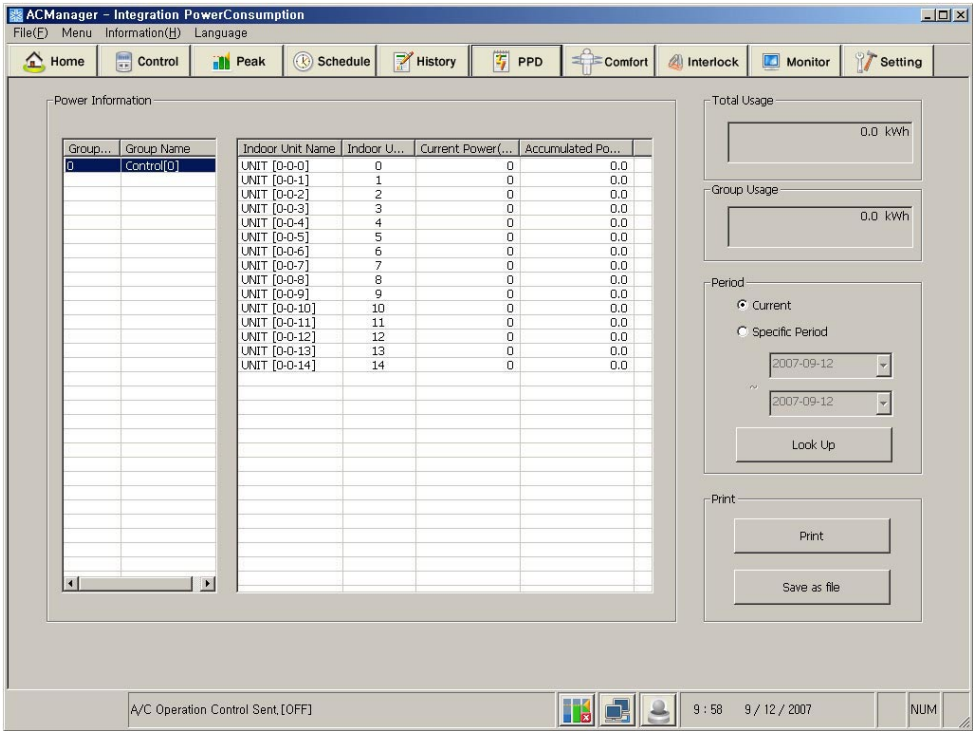 ACManager - Integration PowerConsumption
File(F) Menu Information(H) Language
Home Control Peak Schedule History PPD Comfort Interlock Monitor Setting
Power Information
Group... Group Name
0 Control[0]
Indoor Unit Name Indoor U... Current Power(... Accumulated Po...
UNIT [0-0-0] 0 0 0.0
UNIT [0-0-1] 1 0 0.0
UNIT [0-0-2] 2 0 0.0
UNIT [0-0-3] 3 0 0.0
UNIT [0-0-4] 4 0 0.0
UNIT [0-0-5] 5 0 0.0
UNIT [0-0-6] 6 0 0.0
UNIT [0-0-7] 7 0 0.0
UNIT [0-0-8] 8 0 0.0
UNIT [0-0-9] 9 0 0.0
UNIT [0-0-10] 10 0 0.0
UNIT [0-0-11] 11 0 0.0
UNIT [0-0-12] 12 0 0.0
UNIT [0-0-13] 13 0 0.0
UNIT [0-0-14] 14 0 0.0
Total Usage
0.0 kWh
Group Usage
0.0 kWh
Period
Current
Specific Period
2007-09-12
~
2007-09-12
Look Up
Print
Print
Save as file
A/C Operation Control Sent,[OFF] 9 : 58 9 / 12 / 2007 NUM